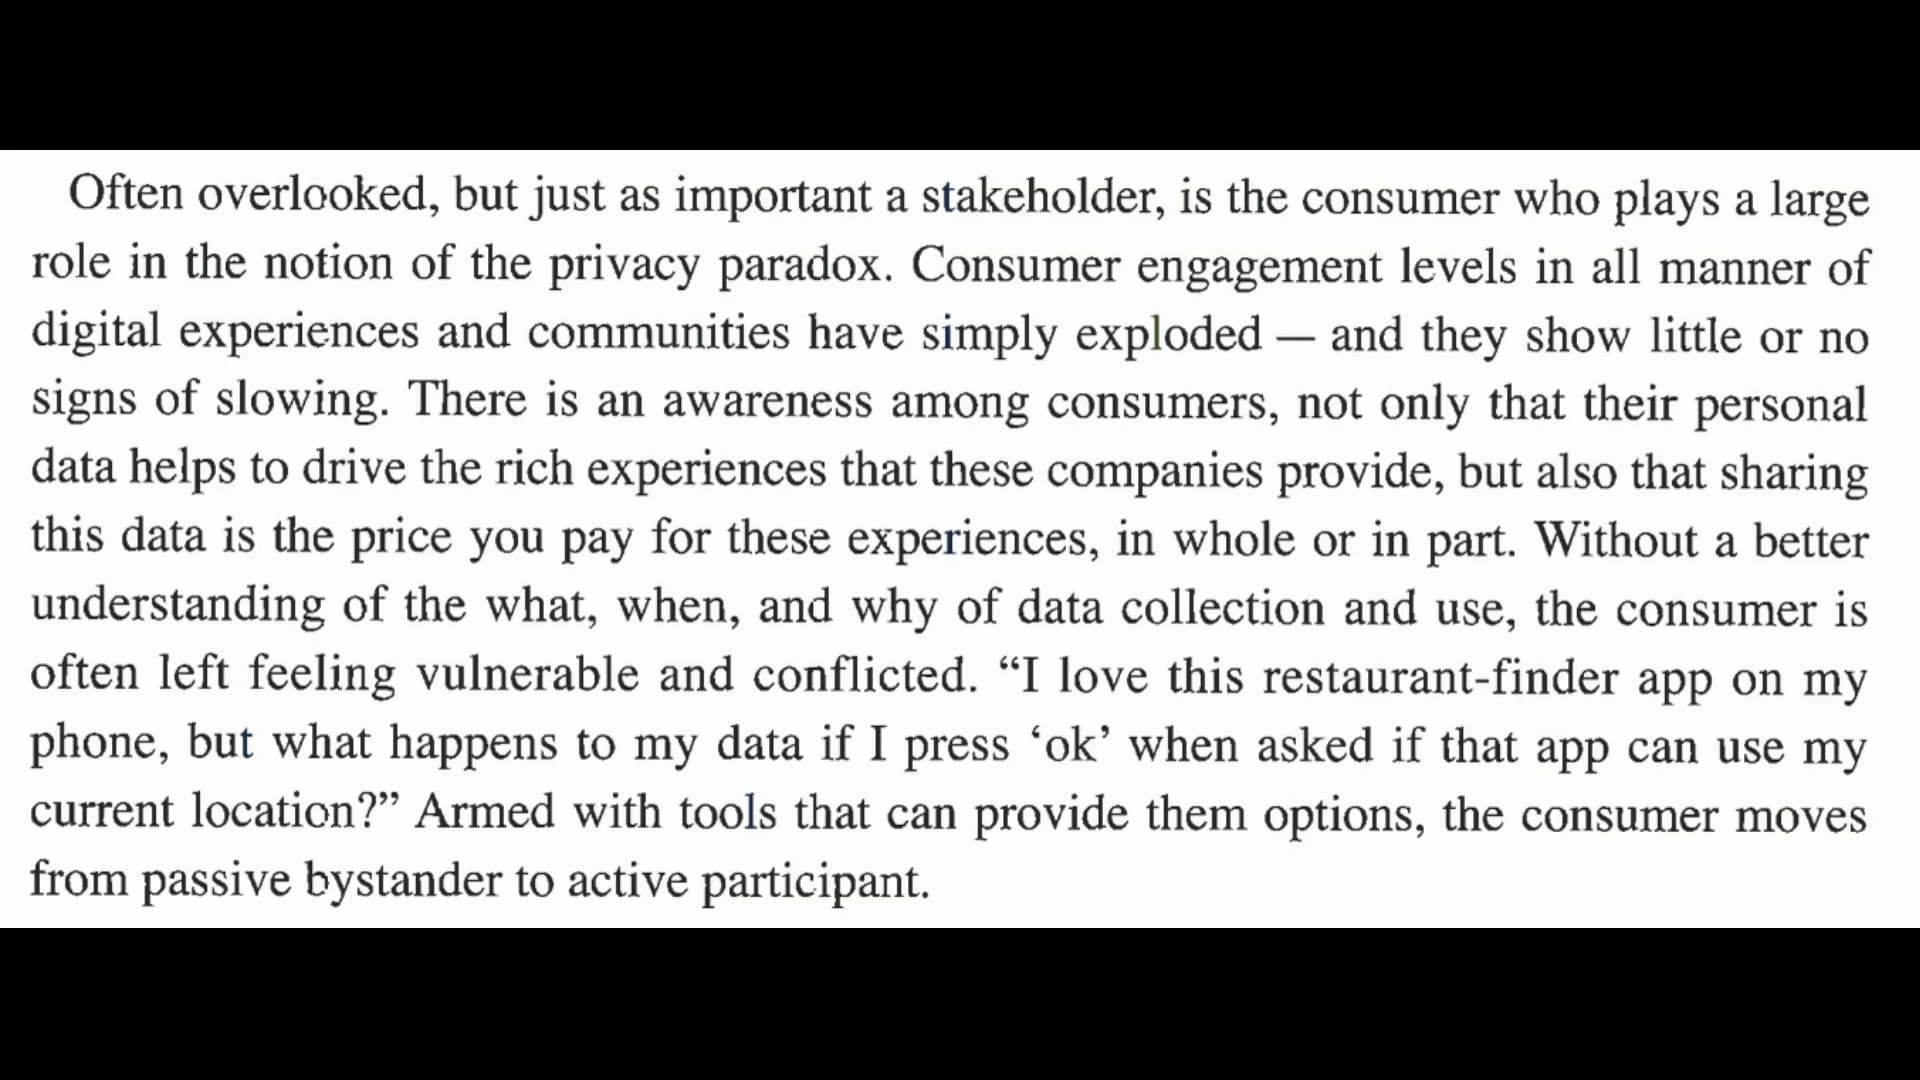 Often overlooked, but just as important a stakeholder, is the consumer who plays a large
role in the notion of the privacy paradox. Consumer engagement levels in all manner of
digital experiences and communities have simply exploded — and they show little or no
signs of slowing. There is an awareness among consumers, not only that their personal
data helps to drive the rich experiences that these companies provide, but also that sharing
this data is the price you pay for these experiences, in whole or in part. Without a better
understanding of the what, when, and why of data collection and use, the consumer is
often left feeling vulnerable and conflicted. “I love this restaurant-finder app on my
phone, but what happens to my data if I press ‘ok’ when asked if that app can use my
current location?” Armed with tools that can provide them options, the consumer moves
from passive bystander to active participant.